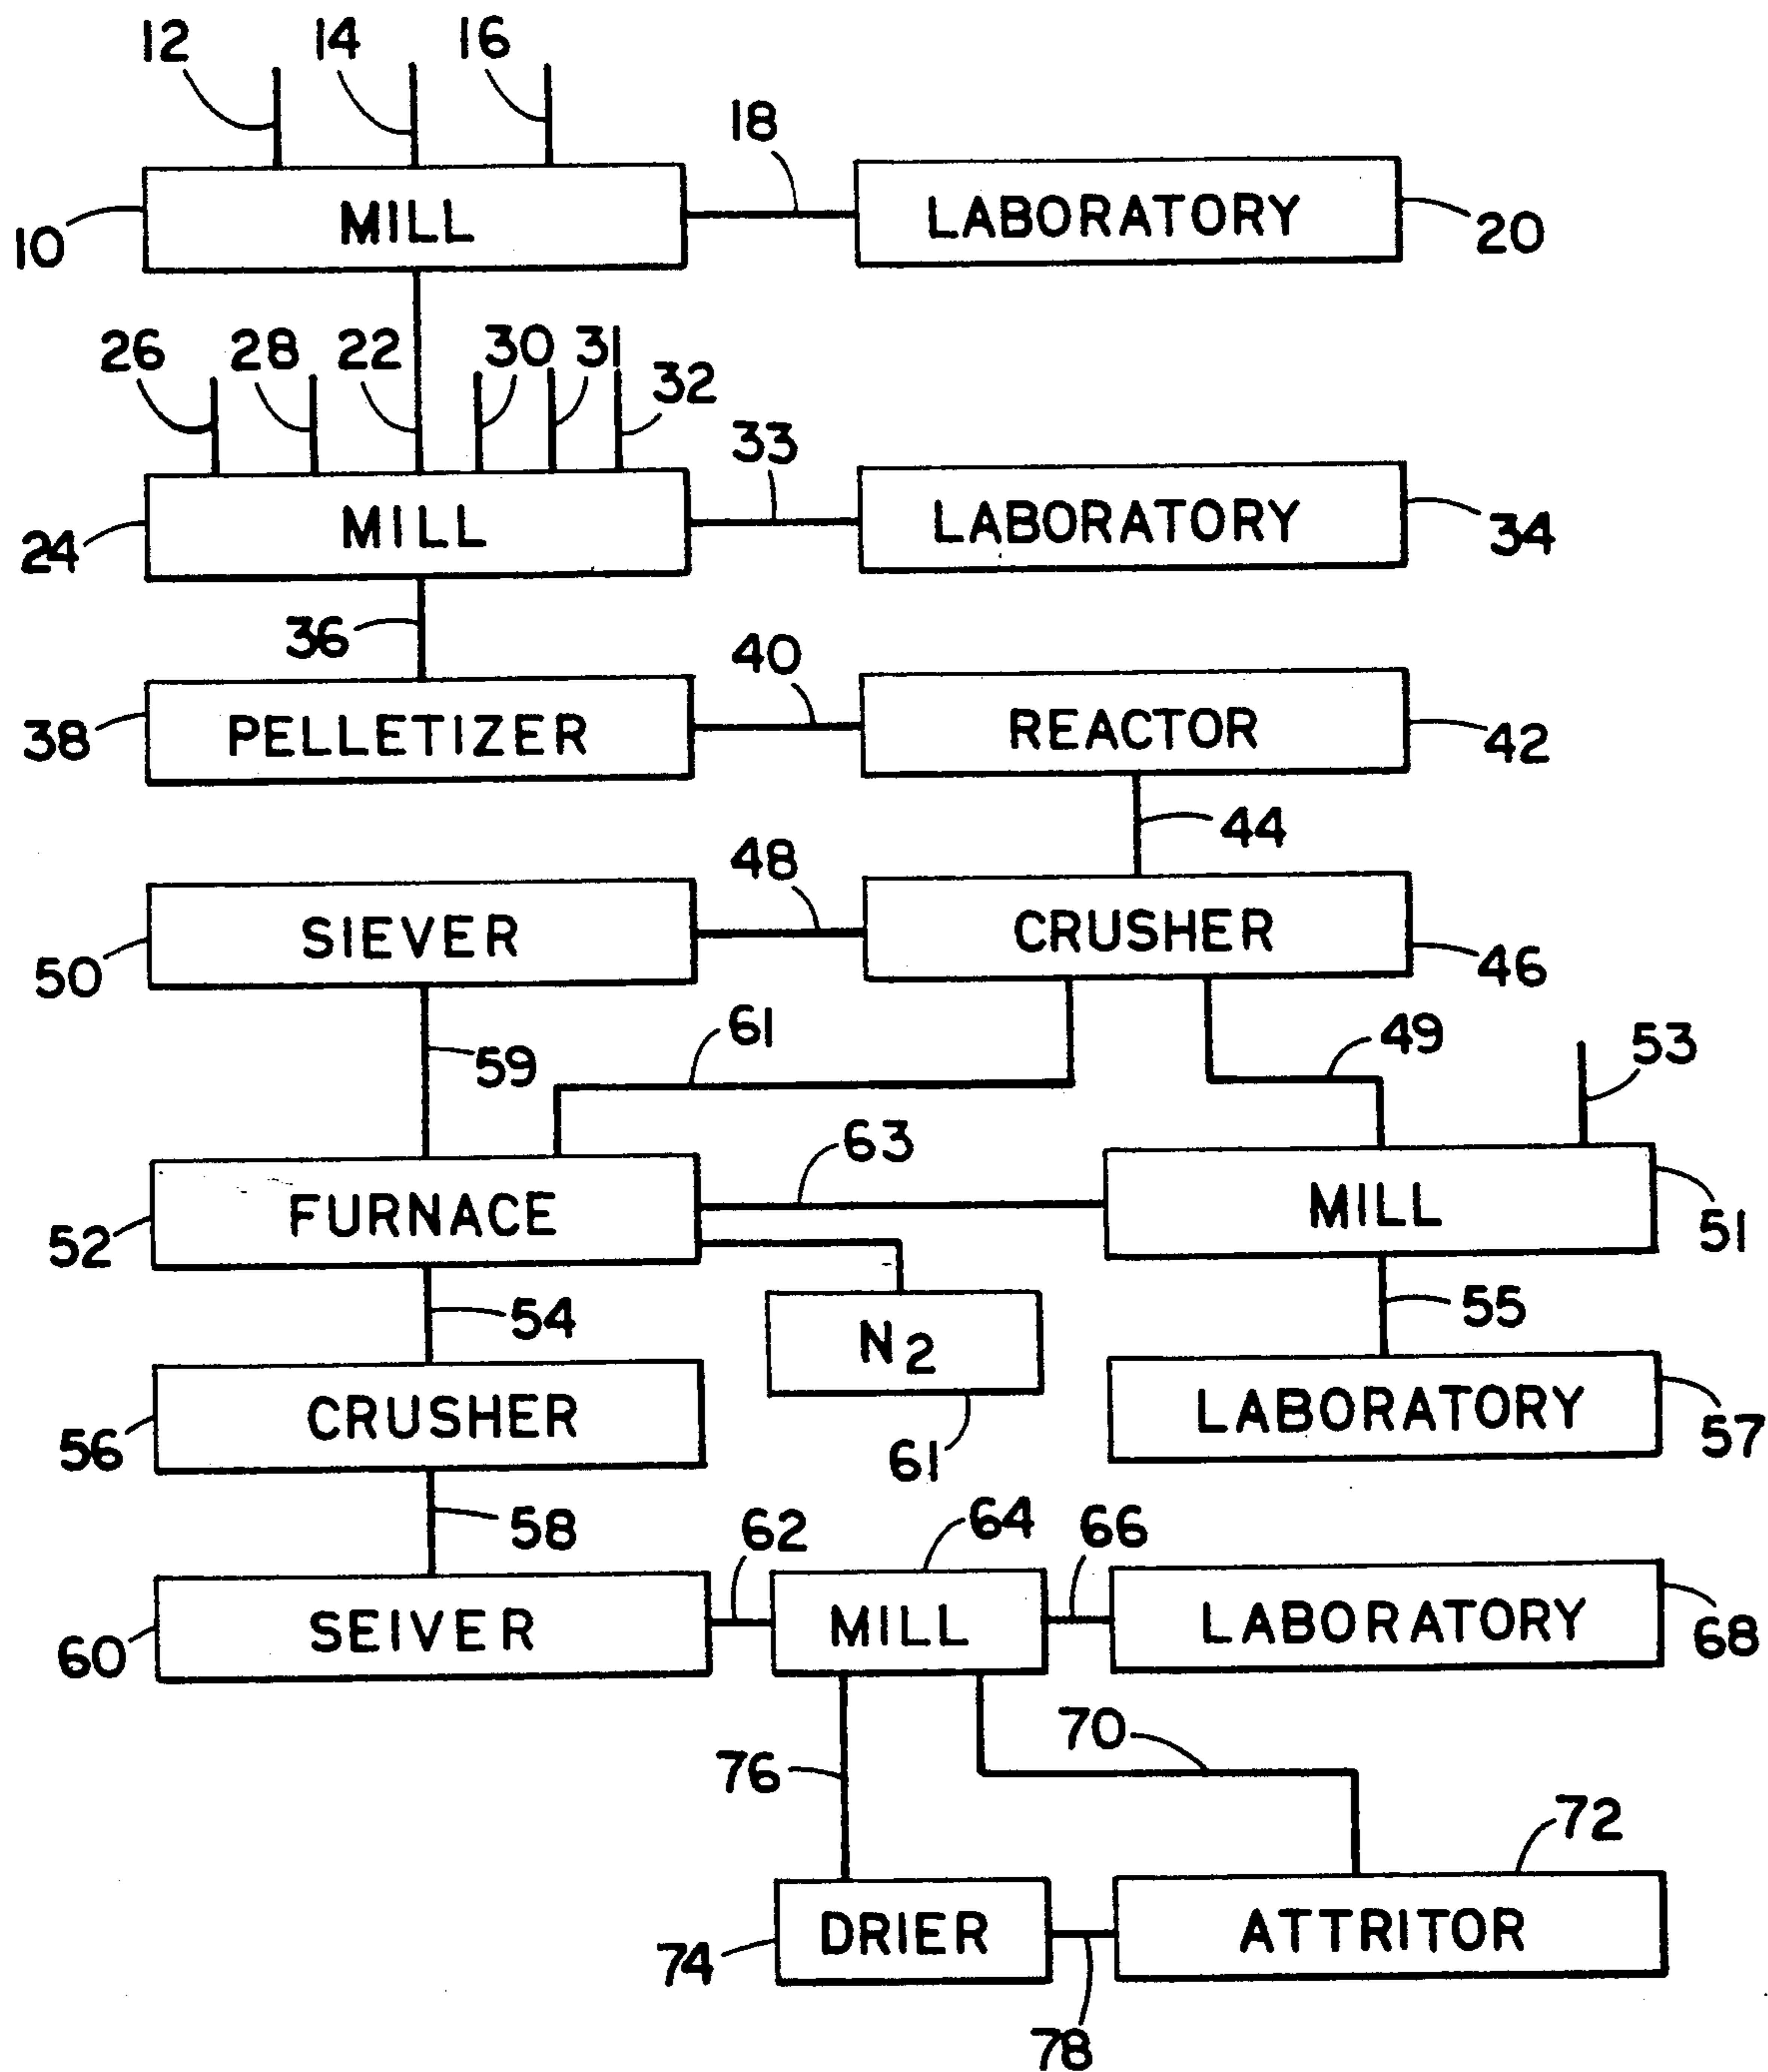 12 14 16
18
10 MILL LABORATORY 20
26 28 22 30 31 32
33
24 MILL LABORATORY 34
36 40
38 PELLETIZER REACTOR 42
44
48
50 SIEVER CRUSHER 46
59 61 49 53
63
52 FURNACE MILL 51
54 N2 55
56 CRUSHER 61 LABORATORY 57
58 62 64 66
60 SEIVER MILL LABORATORY 68
76 70
72
74 DRIER ATTRITOR
78